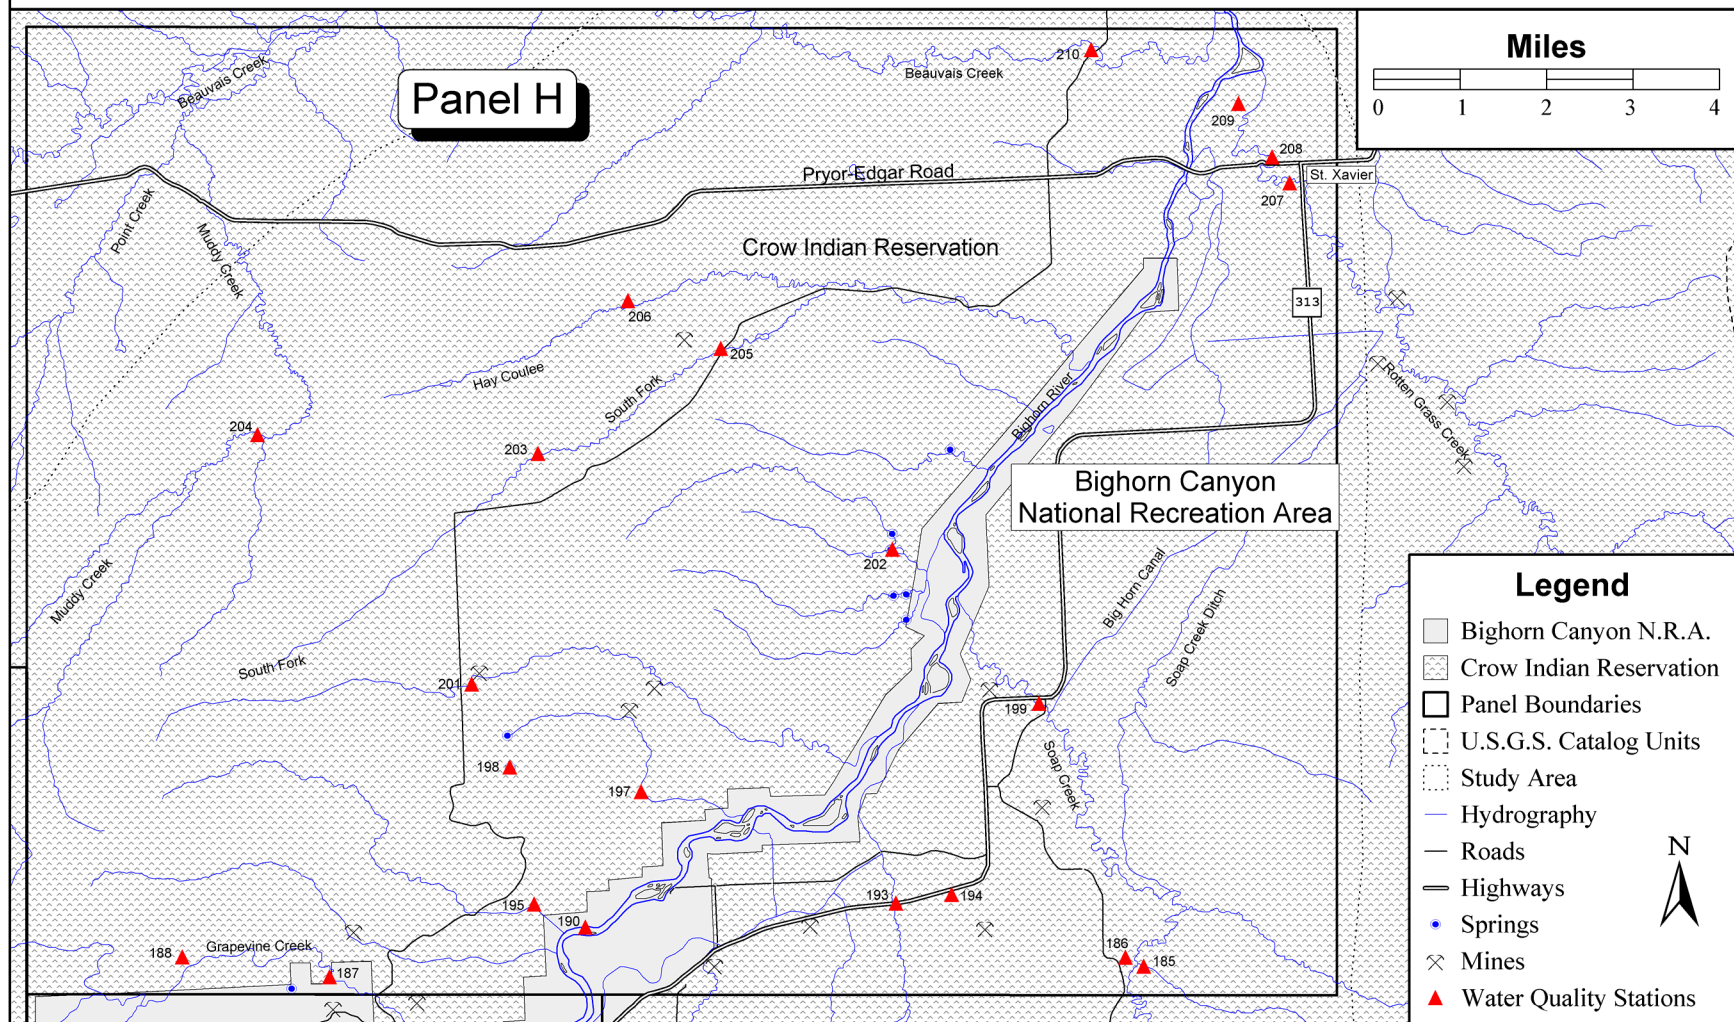 Panel H
Miles
0 1 2 3 4
Beauvais Creek
Beauvais Creek
210
209
208
St. Xavier
207
Pryor-Edgar Road
Point Creek
Muddy Creek
Crow Indian Reservation
313
206
205
Hay Coulee
South Fork
Bighorn River
Rotten Grass Creek
204
203
Bighorn Canyon
National Recreation Area
202
Muddy Creek
Big Horn Canal
Soap Creek Ditch
South Fork
201
199
Soap Creek
198
197
195
193
194
190
188
Grapevine Creek
187
186
185
Legend
Bighorn Canyon N.R.A.
Crow Indian Reservation
Panel Boundaries
U.S.G.S. Catalog Units
Study Area
Hydrography
Roads
Highways
Springs
Mines
Water Quality Stations
N